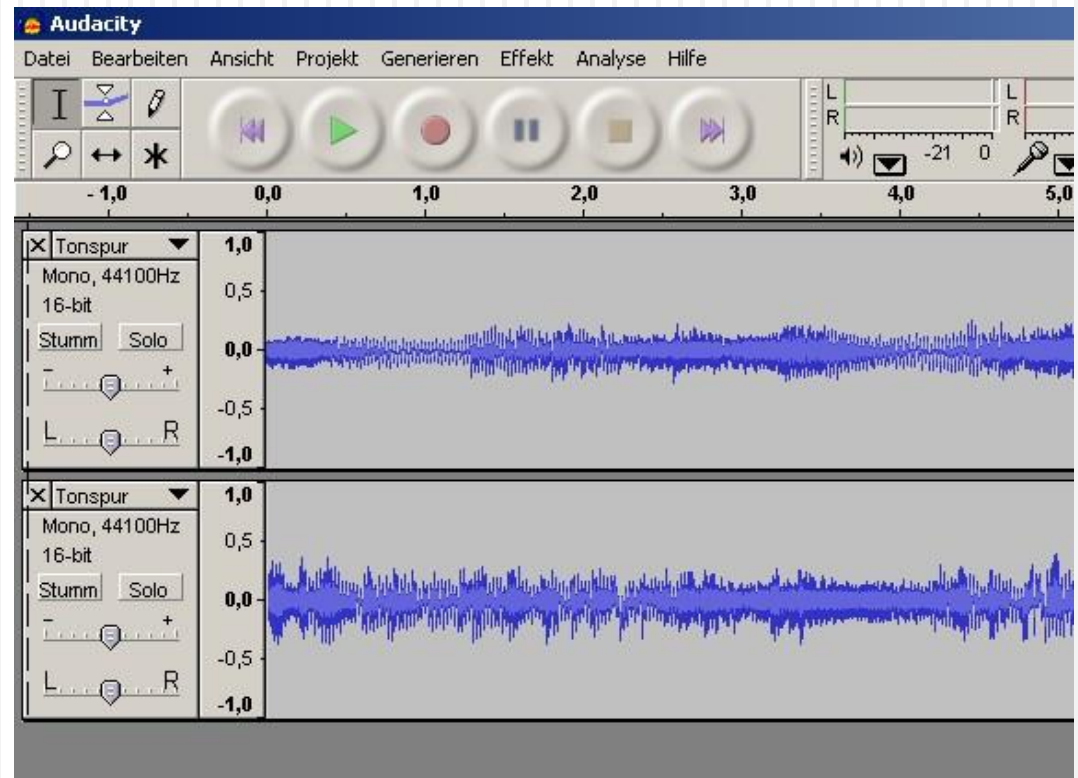 Audacity
Datei Bearbeiten Ansicht Projekt Generieren Effekt Analyse Hilfe
L
R
-21 0
L
R
- 1,0 0,0 1,0 2,0 3,0 4,0 5,0
X Tonspur
Mono, 44100Hz
16-bit
Stumm Solo
- +
L R
1,0
0,5
0,0
-0,5
-1,0
X Tonspur
Mono, 44100Hz
16-bit
Stumm Solo
- +
L R
1,0
0,5
0,0
-0,5
-1,0